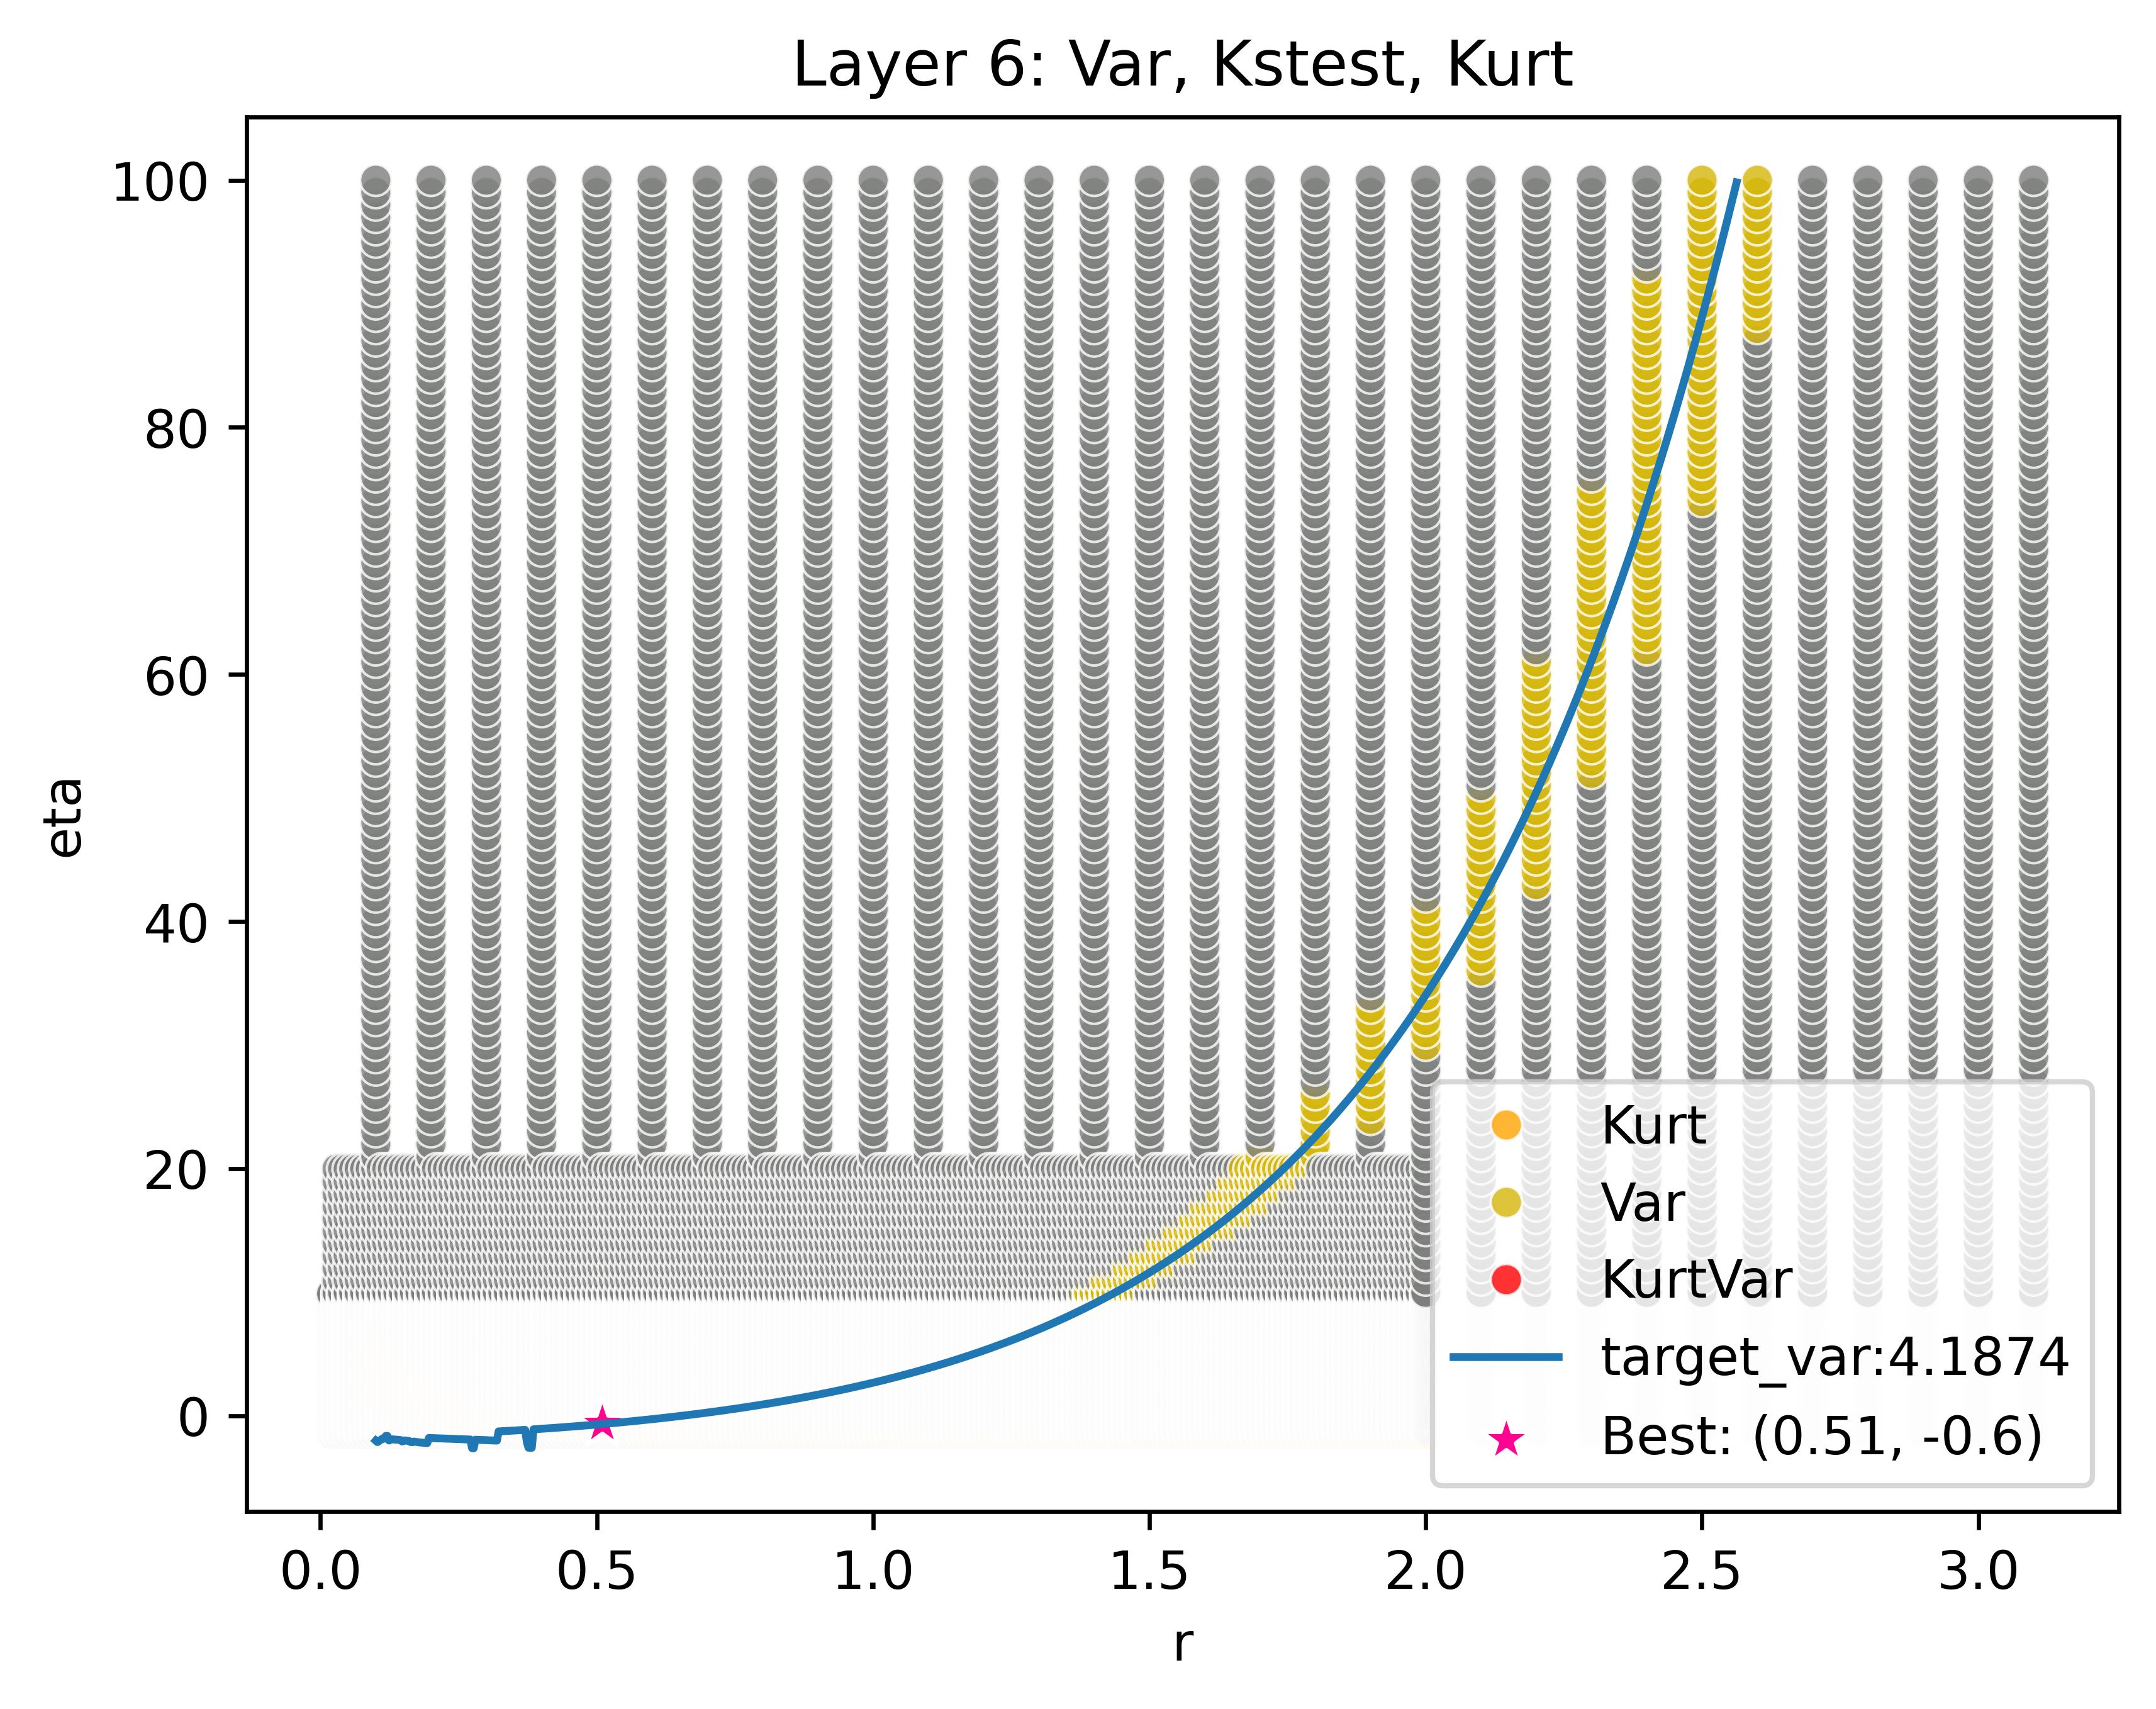 Layer 6: Var, Kstest, Kurt
100
80
60
40
20
0
eta
0.0 0.5 1.0 1.5 2.0 2.5 3.0
r
Kurt
Var
KurtVar
target_var:4.1874
Best: (0.51, -0.6)